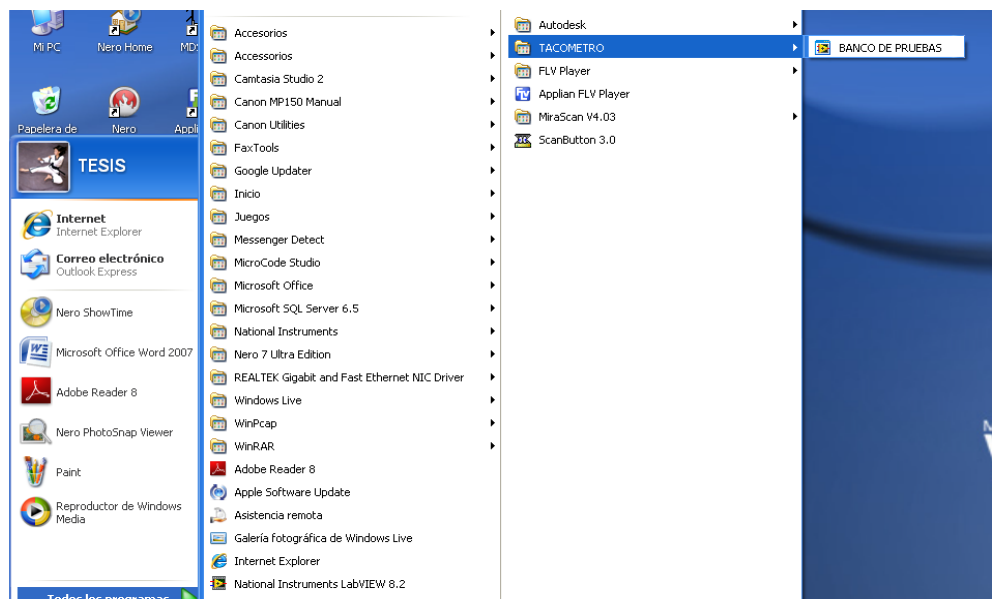 Mi PC
Nero Home
Papelera de
Nero
TESIS
Internet
Internet Explorer
Correo electrónico
Outlook Express
Nero ShowTime
Microsoft Office Word 2007
Adobe Reader 8
Nero PhotoSnap Viewer
Paint
Reproductor de Windows
Media
Todos los programas
Accesorios
Accessorios
Camtasia Studio 2
Canon MP150 Manual
Canon Utilities
FaxTools
Google Updater
Inicio
Juegos
Messenger Detect
MicroCode Studio
Microsoft Office
Microsoft SQL Server 6.5
National Instruments
Nero 7 Ultra Edition
REALTEK Gigabit and Fast Ethernet NIC Driver
Windows Live
WinPcap
WinRAR
Adobe Reader 8
Apple Software Update
Asistencia remota
Galería fotográfica de Windows Live
Internet Explorer
National Instruments LabVIEW 8.2
Autodesk
TACOMETRO
FLV Player
Applian FLV Player
MiraScan V4.03
ScanButton 3.0
BANCO DE PRUEBAS